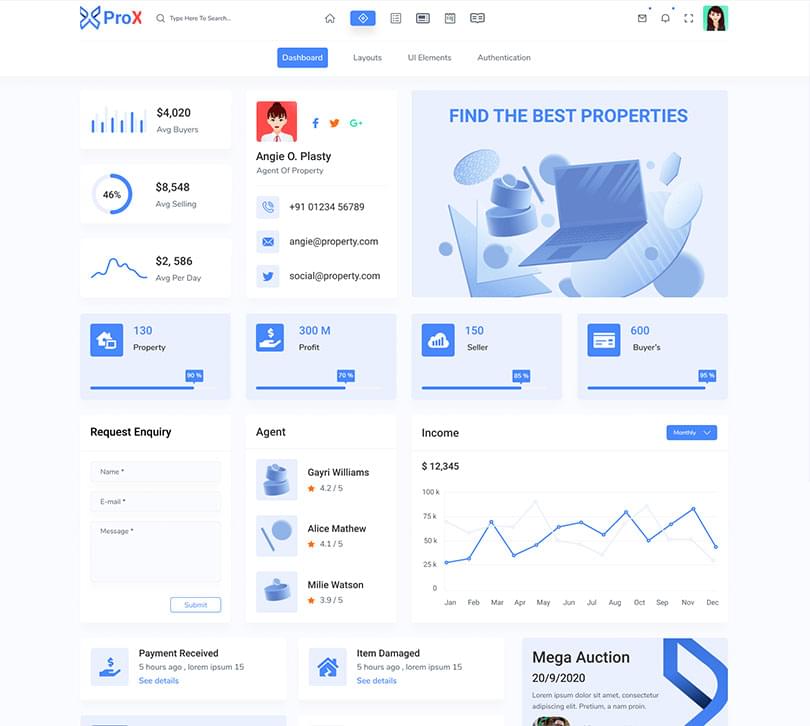 ProX
Type Here To Search...
Dashboard
Layouts
UI Elements
Authentication
$4,020
Avg Buyers
46%
$8,548
Avg Selling
$2, 586
Avg Per Day
G+
Angie O. Plasty
Agent Of Property
+91 01234 56789
angie@property.com
social@property.com
FIND THE BEST PROPERTIES
130
Property
90 %
300 M
Profit
70 %
150
Seller
85 %
600
Buyer's
95 %
Request Enquiry
Name *
E-mail *
Message *
Submit
Agent
Gayri Williams
4.2 / 5
Alice Mathew
4.1 / 5
Milie Watson
3.9 / 5
Income
Monthly
$ 12,345
100 k
75 k
50 k
25 k
0
Jan Feb Mar Apr May Jun Jul Aug Oct Sep Nov Dec
Payment Received
5 hours ago , lorem ipsum 15
See details
Item Damaged
5 hours ago , lorem ipsum 15
See details
Mega Auction
20/9/2020
Lorem ipsum dolor sit amet, consectetur
adipiscing elit. Pretium a, nam proin.